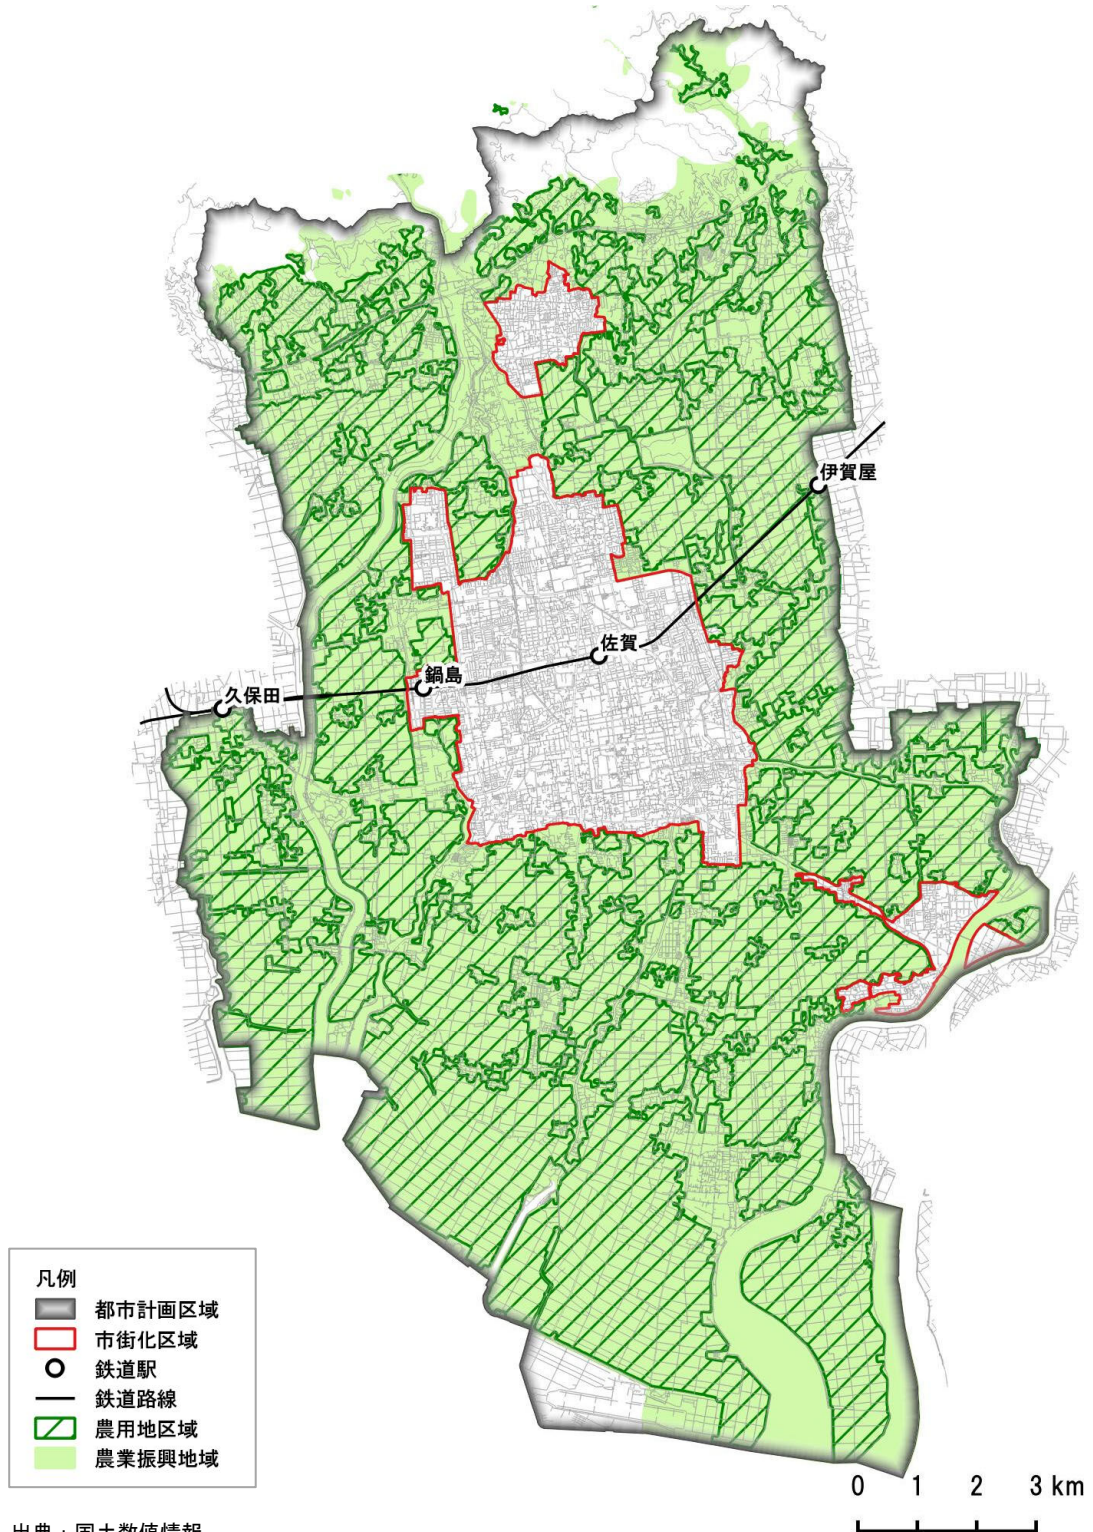 伊賀屋
佐賀
鍋島
久保田
凡例
都市計画区域
市街化区域
鉄道駅
鉄道路線
農用地区域
農業振興地域
0 1 2 3 km
出典：国土数値情報